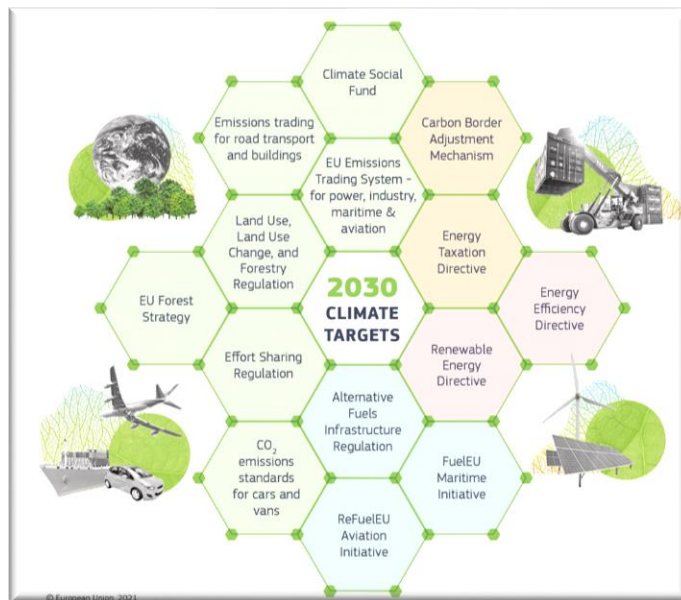 Climate Social
Fund
Emissions trading
for road transport
and buildings
Carbon Border
Adjustment
Mechanism
EU Emissions
Trading System –
for power, industry,
maritime &
aviation
Land Use,
Land Use
Change, and
Forestry
Regulation
Energy
Taxation
Directive
EU Forest
Strategy
2030
CLIMATE
TARGETS
Energy
Efficiency
Directive
Effort Sharing
Regulation
Renewable
Energy
Directive
Alternative
Fuels
Infrastructure
Regulation
CO₂
emissions
standards
for cars and
vans
FuelEU
Maritime
Initiative
ReFuelEU
Aviation
Initiative
© European Union, 2021